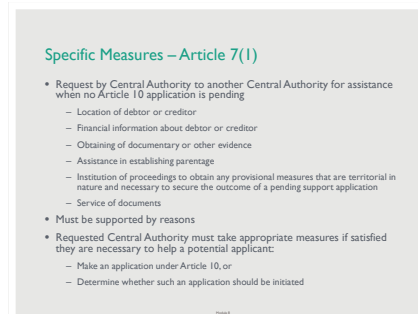 Specific Measures – Article 7(1)
• Request by Central Authority to another Central Authority for assistance
when no Article 10 application is pending
– Location of debtor or creditor
– Financial information about debtor or creditor
– Obtaining of documentary or other evidence
– Assistance in establishing parentage
– Institution of proceedings to obtain any provisional measures that are territorial in
nature and necessary to secure the outcome of a pending support application
– Service of documents
• Must be supported by reasons
• Requested Central Authority must take appropriate measures if satisfied
they are necessary to help a potential applicant:
– Make an application under Article 10, or
– Determine whether such an application should be initiated